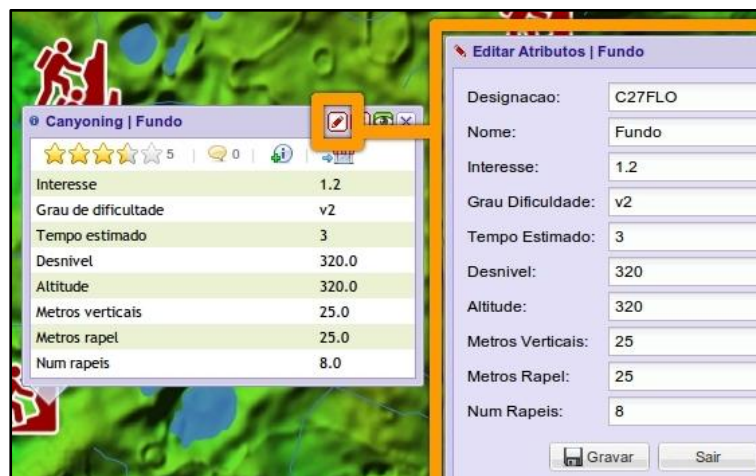 Canyoning | Fundo
5 | 0 | |
Interesse 1.2
Grau de dificultade v2
Tempo estimado 3
Desnivel 320.0
Altitude 320.0
Metros verticais 25.0
Metros rapel 25.0
Num rapeis 8.0
Editar Atributos | Fundo
Designacao: C27FLO
Nome: Fundo
Interesse: 1.2
Grau Dificuldade: v2
Tempo Estimado: 3
Desnivel: 320
Altitude: 320
Metros Verticais: 25
Metros Rapel: 25
Num Rapeis: 8
Gravar Sair